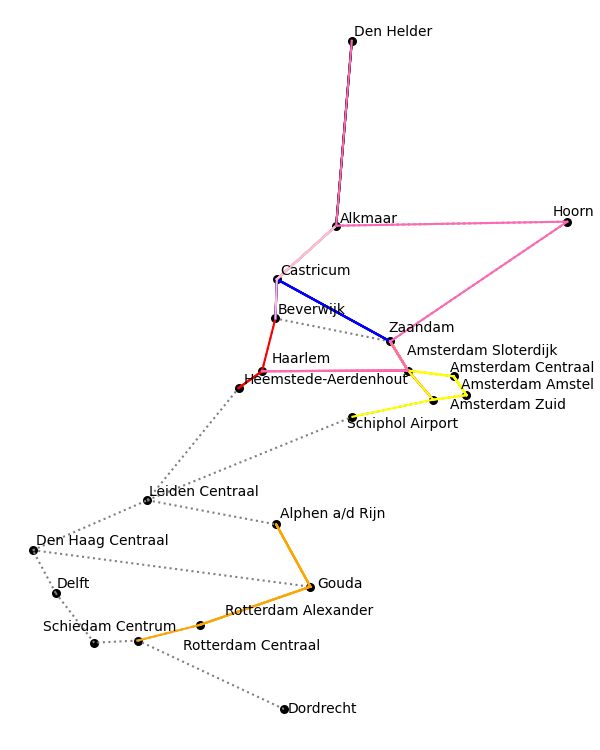 Den Helder
Hoorn
Alkmaar
Castricum
Beverwijk
Zaandam
Amsterdam Sloterdijk
Haarlem
Amsterdam Centraal
Heemstede-Aerdenhout
Amsterdam Amstel
Amsterdam Zuid
Schiphol Airport
Leiden Centraal
Alphen a/d Rijn
Den Haag Centraal
Delft
Gouda
Rotterdam Alexander
Schiedam Centrum
Rotterdam Centraal
Dordrecht